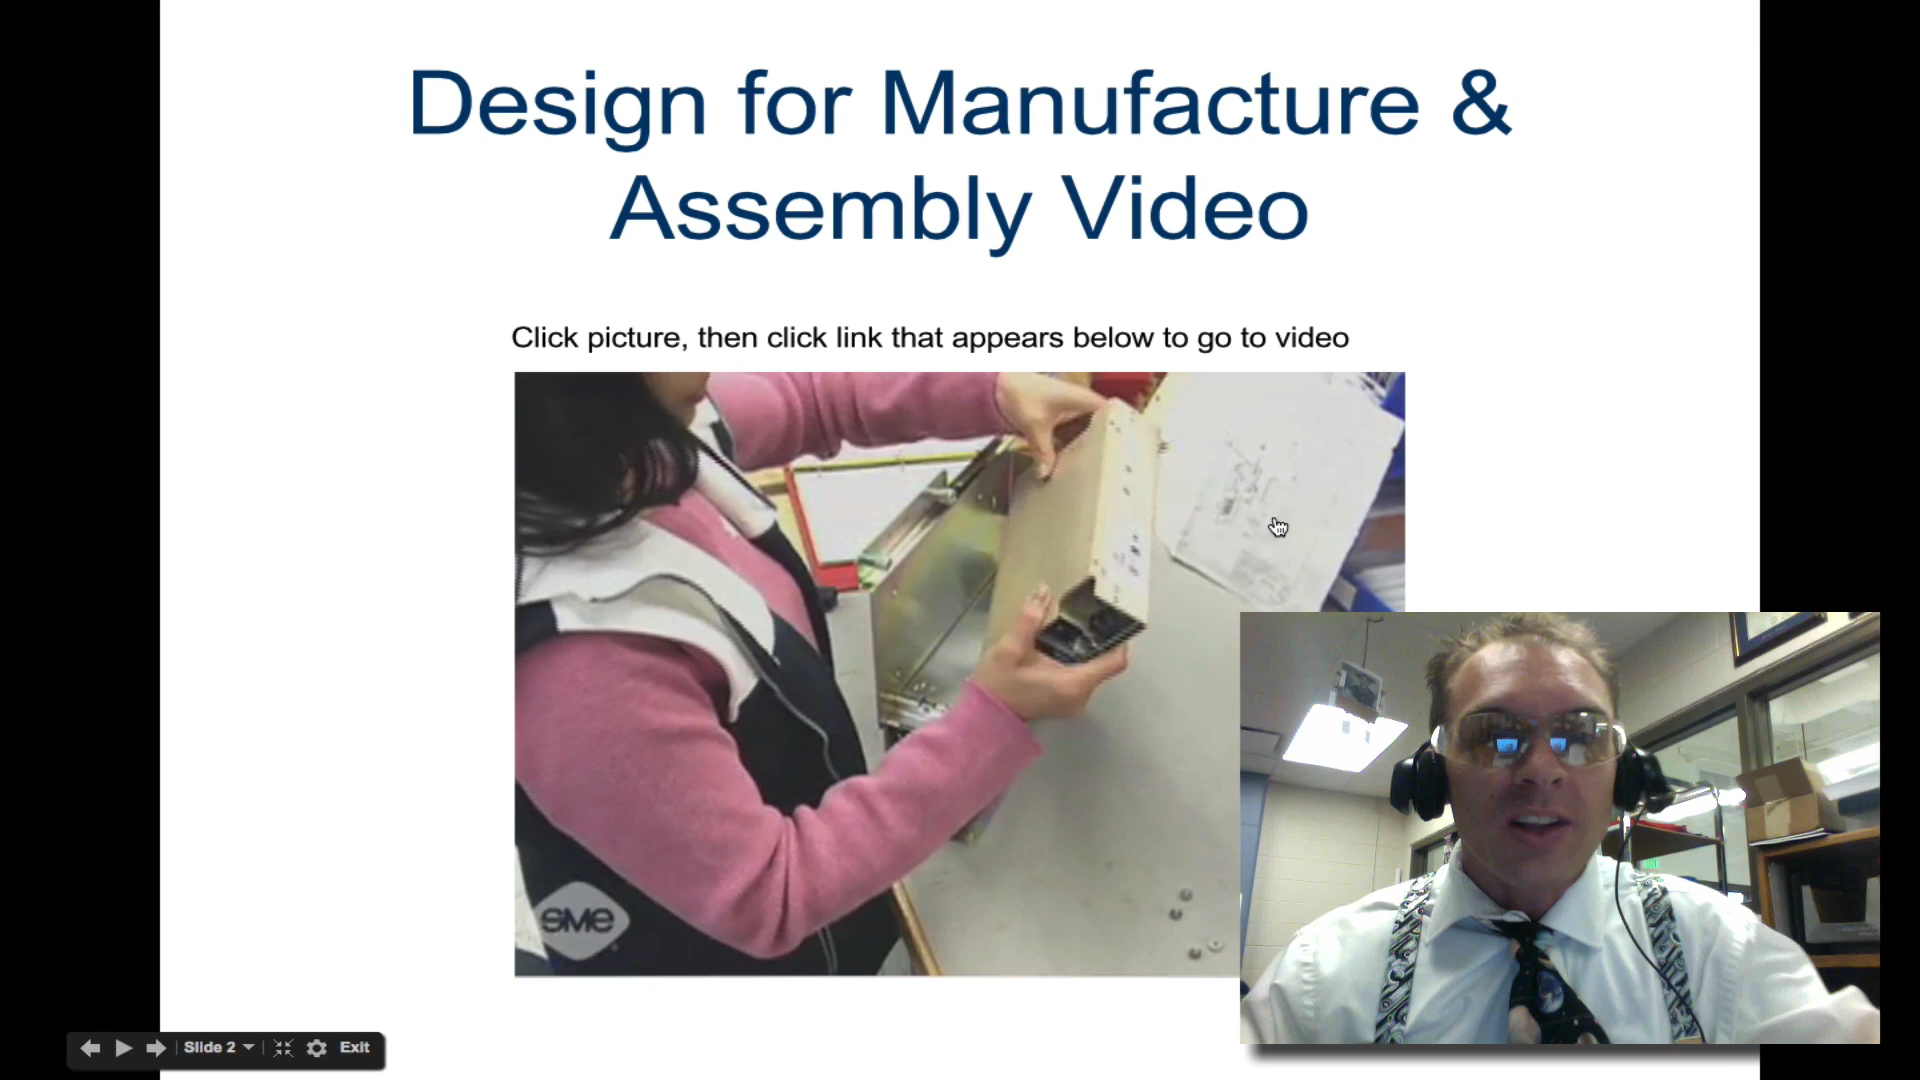 Design for Manufacture &
Assembly Video
Click picture, then click link that appears below to go to video
SMe
Slide 2
Exit